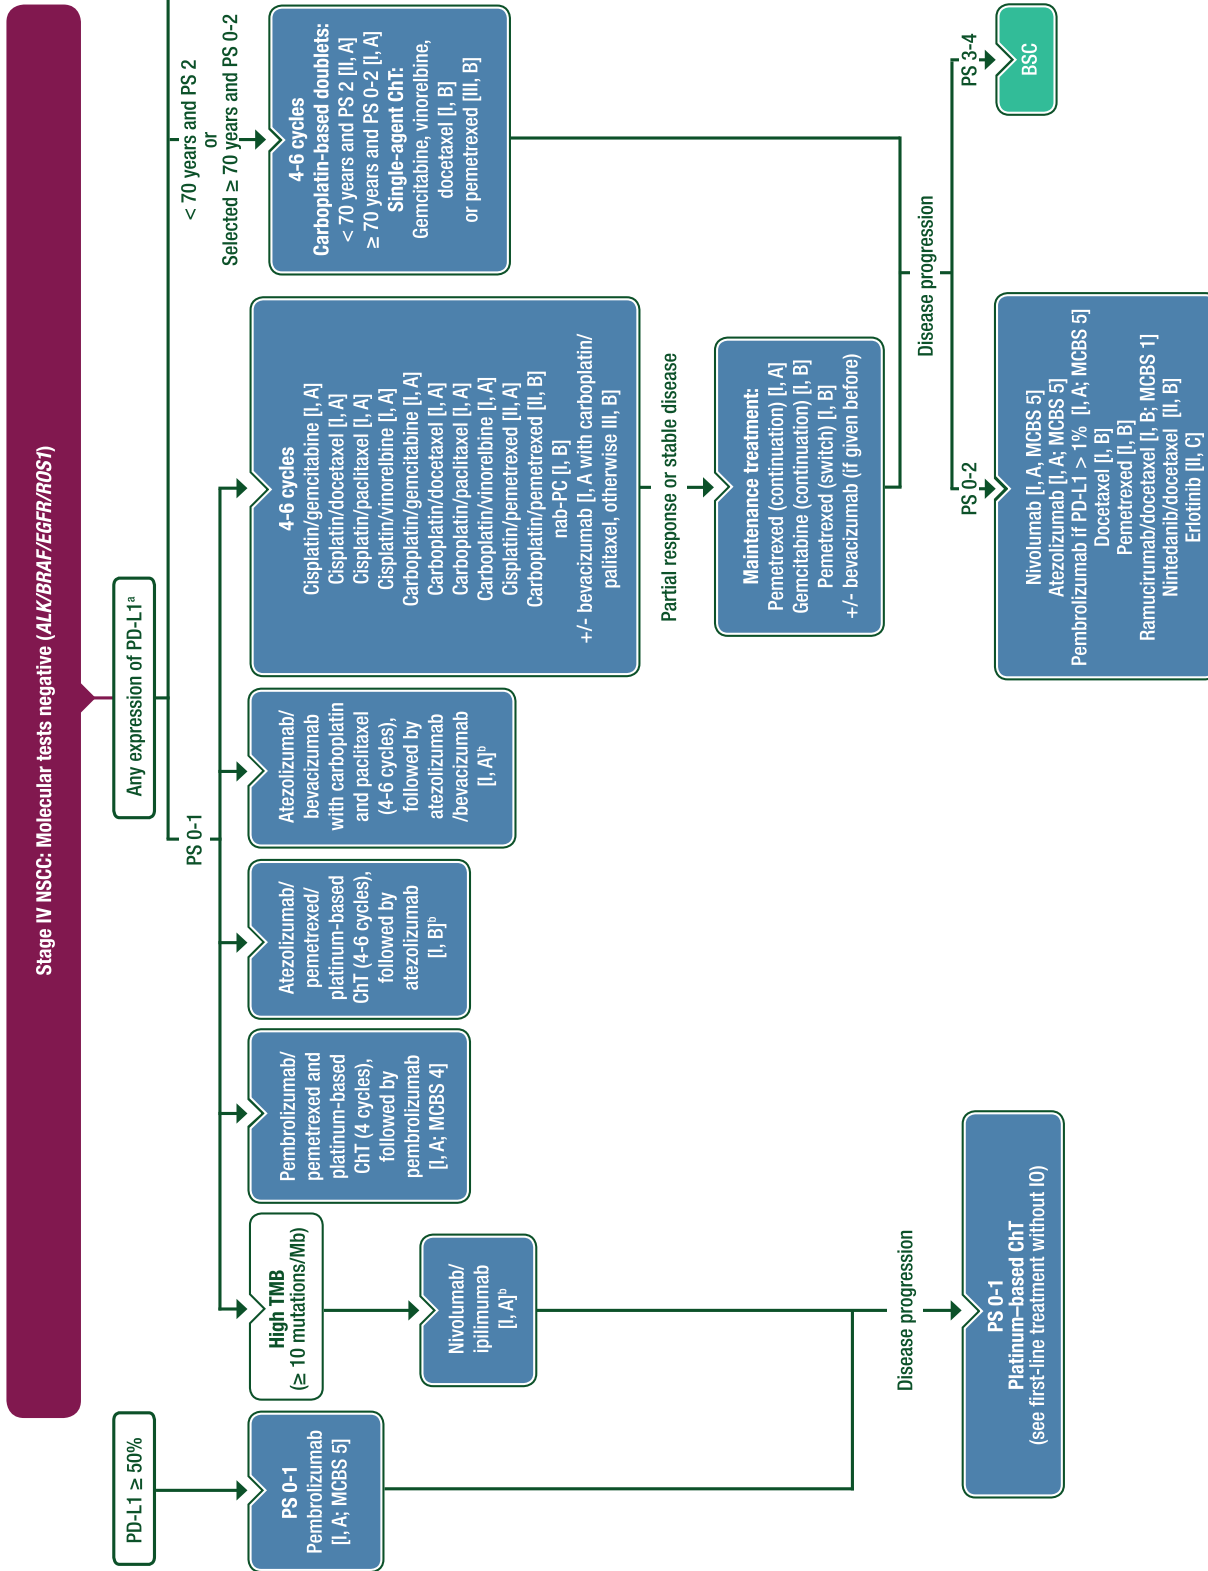 Stage IV NSCC: Molecular tests negative (ALK/BRAF/EGFR/ROS1)
PD-L1 ≥ 50%
Any expression of PD-L1ª
PS 0-1
Pembrolizumab
[I, A; MCBS 5]
PS 0-1
High TMB
(≥ 10 mutations/Mb)
Nivolumab/
ipilimumab
[I, A]ᵇ
Pembrolizumab/
pemetrexed and
platinum-based
ChT (4 cycles),
followed by
pembrolizumab
[I, A; MCBS 4]
Atezolizumab/
pemetrexed/
platinum-based
ChT (4-6 cycles),
followed by
atezolizumab
[I, B]ᵇ
Atezolizumab/
bevacizumab
with carboplatin
and paclitaxel
(4-6 cycles),
followed by
atezolizumab
/bevacizumab
[I, A]ᵇ
4-6 cycles
Cisplatin/gemcitabine [I, A]
Cisplatin/docetaxel [I, A]
Cisplatin/paclitaxel [I, A]
Cisplatin/vinorelbine [I, A]
Carboplatin/gemcitabine [I, A]
Carboplatin/docetaxel [I, A]
Carboplatin/paclitaxel [I, A]
Carboplatin/vinorelbine [I, A]
Cisplatin/pemetrexed [II, A]
Carboplatin/pemetrexed [II, B]
nab-PC [I, B]
+/- bevacizumab [I, A with carboplatin/
palitaxel, otherwise III, B]
< 70 years and PS 2
or
Selected ≥ 70 years and PS 0-2
4-6 cycles
Carboplatin-based doublets:
< 70 years and PS 2 [II, A]
≥ 70 years and PS 0-2 [I, A]
Single-agent ChT:
Gemcitabine, vinorelbine,
docetaxel [I, B]
or pemetrexed [III, B]
Partial response or stable disease
Maintenance treatment:
Pemetrexed (continuation) [I, A]
Gemcitabine (continuation) [I, B]
Pemetrexed (switch) [I, B]
+/- bevacizumab (if given before)
Disease progression
PS 0-1
Platinum–based ChT
(see first-line treatment without IO)
Disease progression
PS 0-2
Nivolumab [I, A, MCBS 5]
Atezolizumab [I, A; MCBS 5]
Pembrolizumab if PD-L1 > 1% [I, A; MCBS 5]
Docetaxel [I, B]
Pemetrexed [I, B]
Ramucirumab/docetaxel [I, B; MCBS 1]
Nintedanib/docetaxel [II, B]
Erlotinib [II, C]
PS 3-4
BSC